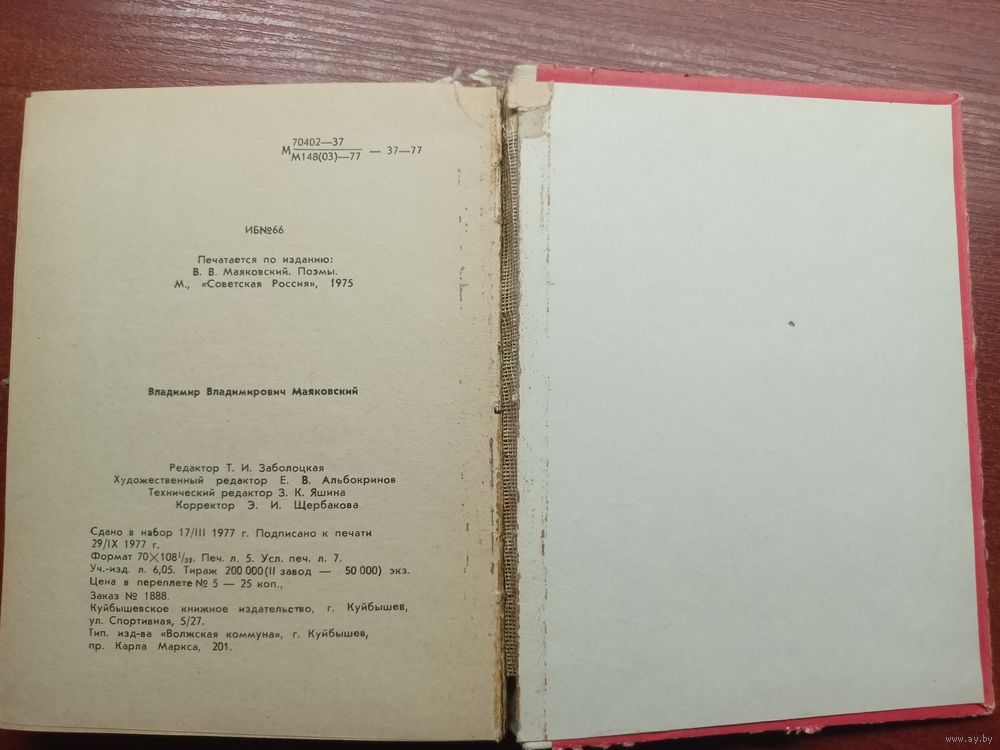 70402—37
М —————— — 37—77
М148(03)—77
ИБ№66
Печатается по изданию:
В. В. Маяковский. Поэмы.
М., «Советская Россия», 1975
Владимир Владимирович Маяковский
Редактор Т. И. Заболоцкая
Художественный редактор Е. В. Альбокринов
Технический редактор З. К. Яшина
Корректор Э. И. Щербакова
Сдано в набор 17/III 1977 г. Подписано к печати
29/IX 1977 г.
Формат 70×108¹/₃₂. Печ. л. 5. Усл. печ. л. 7.
Уч.-изд. л. 6,05. Тираж 200 000(II завод — 50 000) экз.
Цена в переплете № 5 — 25 коп.,
Заказ № 1888.
Куйбышевское книжное издательство, г. Куйбышев,
ул. Спортивная, 5/27.
Тип. изд-ва «Волжская коммуна», г. Куйбышев,
пр. Карла Маркса, 201.
www.ay.by